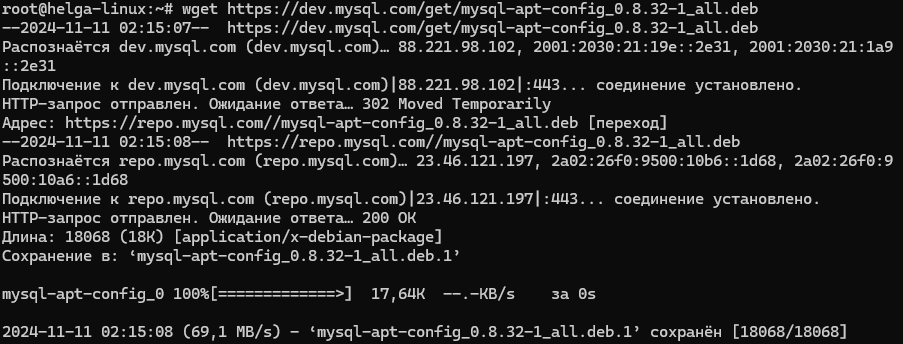 root@helga-linux:~# wget https://dev.mysql.com/get/mysql-apt-config_0.8.32-1_all.deb
--2024-11-11 02:15:07--  https://dev.mysql.com/get/mysql-apt-config_0.8.32-1_all.deb
Распознаётся dev.mysql.com (dev.mysql.com)… 88.221.98.102, 2001:2030:21:19e::2e31, 2001:2030:21:1a9
::2e31
Подключение к dev.mysql.com (dev.mysql.com)|88.221.98.102|:443... соединение установлено.
HTTP-запрос отправлен. Ожидание ответа… 302 Moved Temporarily
Адрес: https://repo.mysql.com//mysql-apt-config_0.8.32-1_all.deb [переход]
--2024-11-11 02:15:08--  https://repo.mysql.com//mysql-apt-config_0.8.32-1_all.deb
Распознаётся repo.mysql.com (repo.mysql.com)… 23.46.121.197, 2a02:26f0:9500:10b6::1d68, 2a02:26f0:9
500:10a6::1d68
Подключение к repo.mysql.com (repo.mysql.com)|23.46.121.197|:443... соединение установлено.
HTTP-запрос отправлен. Ожидание ответа… 200 OK
Длина: 18068 (18K) [application/x-debian-package]
Сохранение в: ‘mysql-apt-config_0.8.32-1_all.deb.1’
mysql-apt-config_0 100%[=============>]  17,64K  --.-KB/s    за 0s
2024-11-11 02:15:08 (69,1 MB/s) - ‘mysql-apt-config_0.8.32-1_all.deb.1’ сохранён [18068/18068]